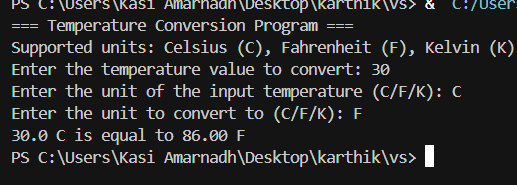 PS C:\Users\Kasi Amarnadh\Desktop\karthik\vs> & 'C:/User
=== Temperature Conversion Program ===
Supported units: Celsius (C), Fahrenheit (F), Kelvin (K)
Enter the temperature value to convert: 30
Enter the unit of the input temperature (C/F/K): C
Enter the unit to convert to (C/F/K): F
30.0 C is equal to 86.00 F
PS C:\Users\Kasi Amarnadh\Desktop\karthik\vs>